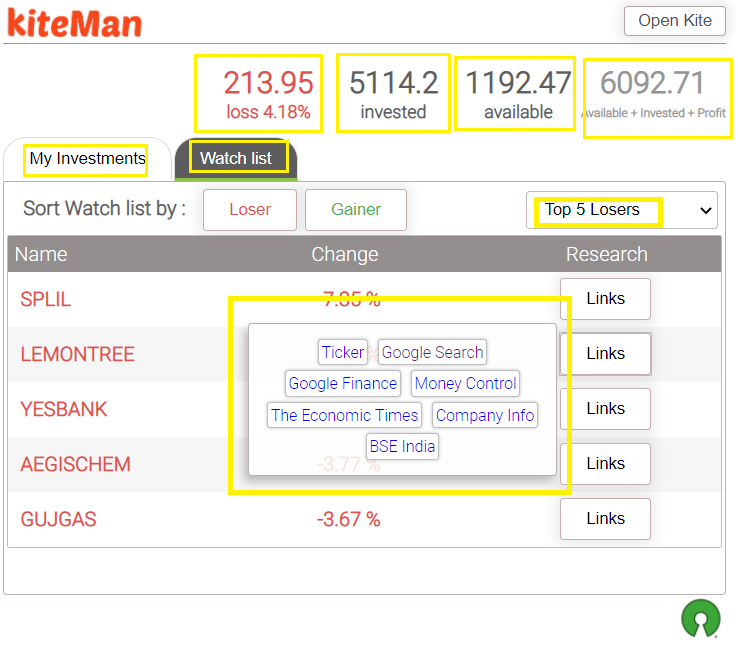 kiteMan
Open Kite
213.95 5114.2 1192.47 6092.71
loss 4.18% invested available Available + Invested + Profit
My Investments Watch list
Sort Watch list by : Loser Gainer Top 5 Losers
Name Change Research
SPLIL -7.35 % Links
LEMONTREE % Links
Ticker Google Search
Google Finance Money Control
YESBANK Links
The Economic Times Company Info
BSE India
AEGISCHEM -3.77 % Links
GUJGAS -3.67 % Links